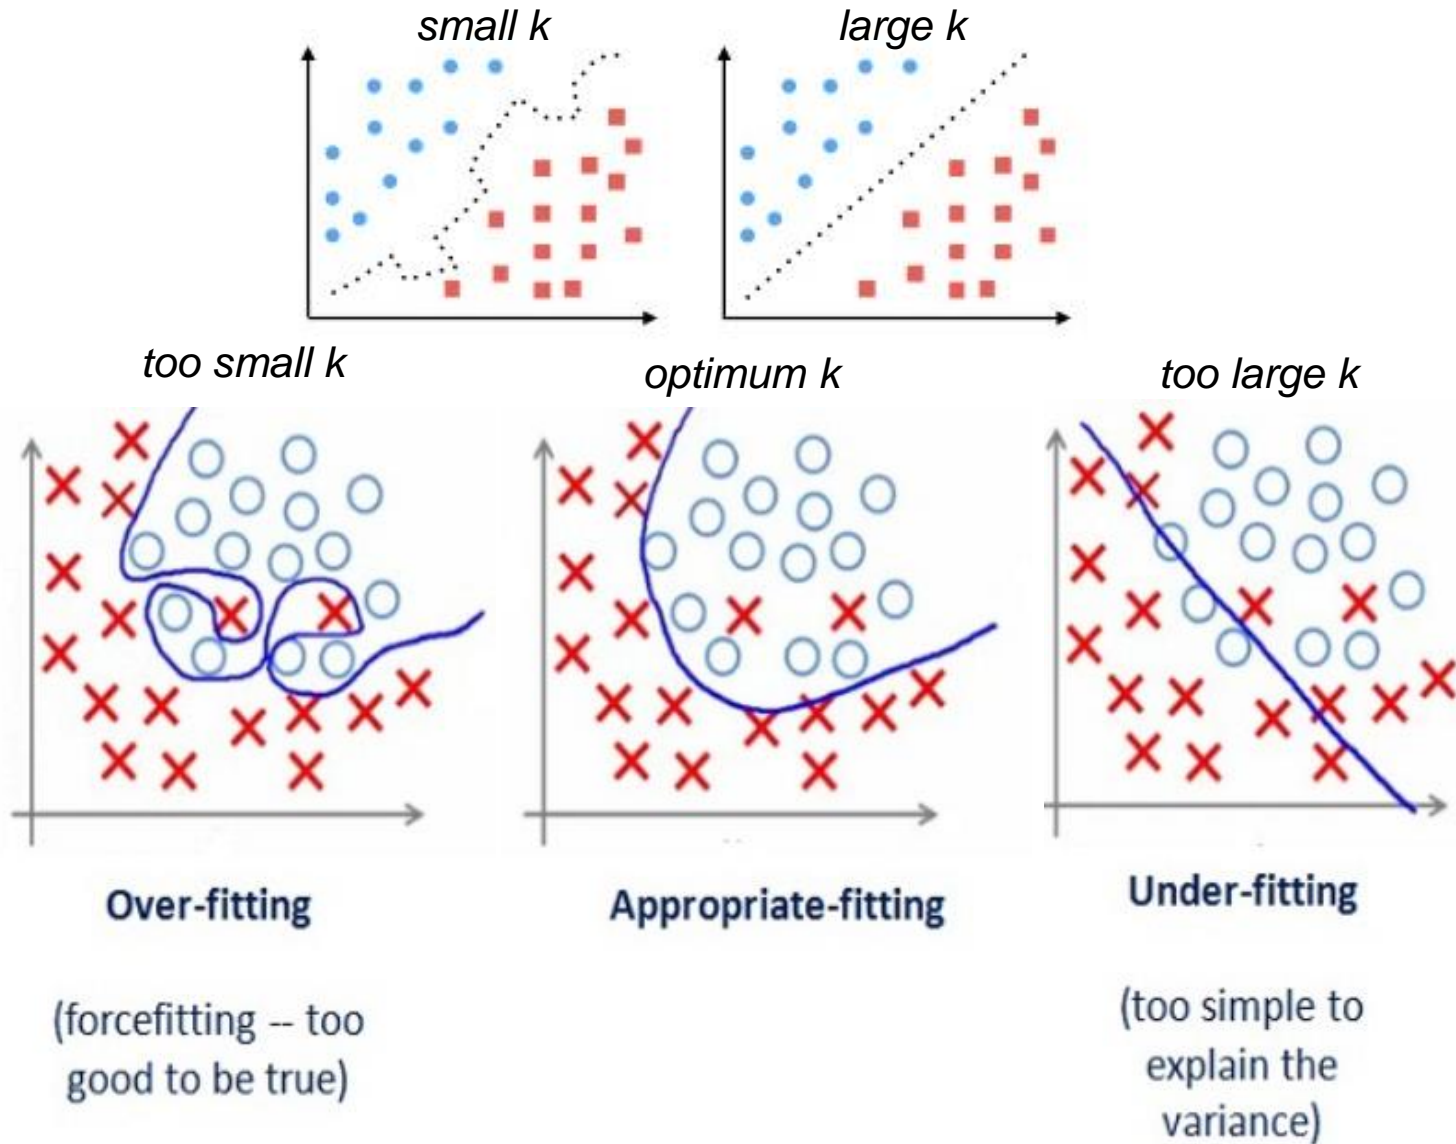 small k
large k
too small k
optimum k
too large k
Over-fitting
Appropriate-fitting
Under-fitting
(forcefitting -- too
good to be true)
(too simple to
explain the
variance)